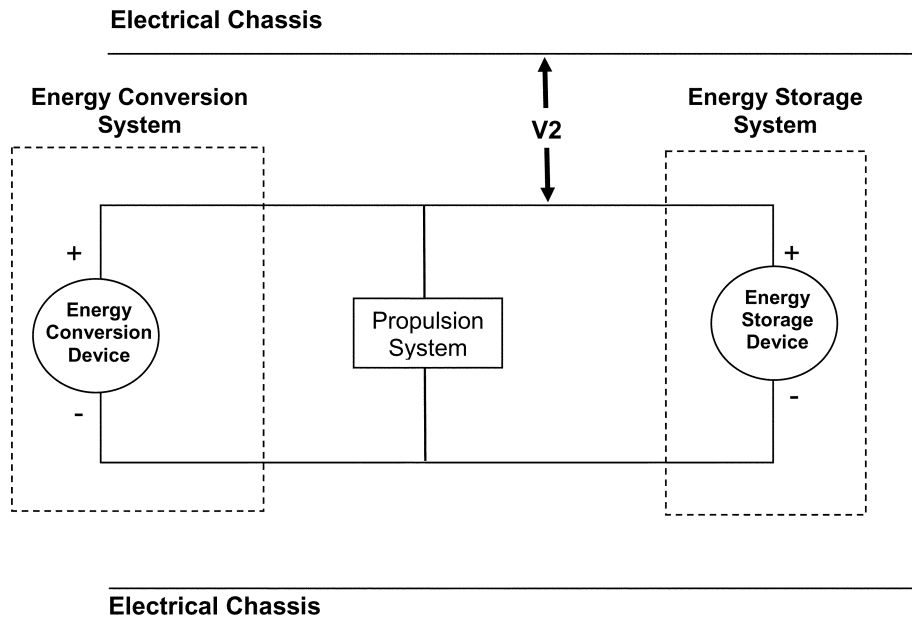 Electrical Chassis
Energy Conversion
System
Energy Storage
System
V2
+
+
Energy
Conversion
Device
Propulsion
System
Energy
Storage
Device
-
-
Electrical Chassis